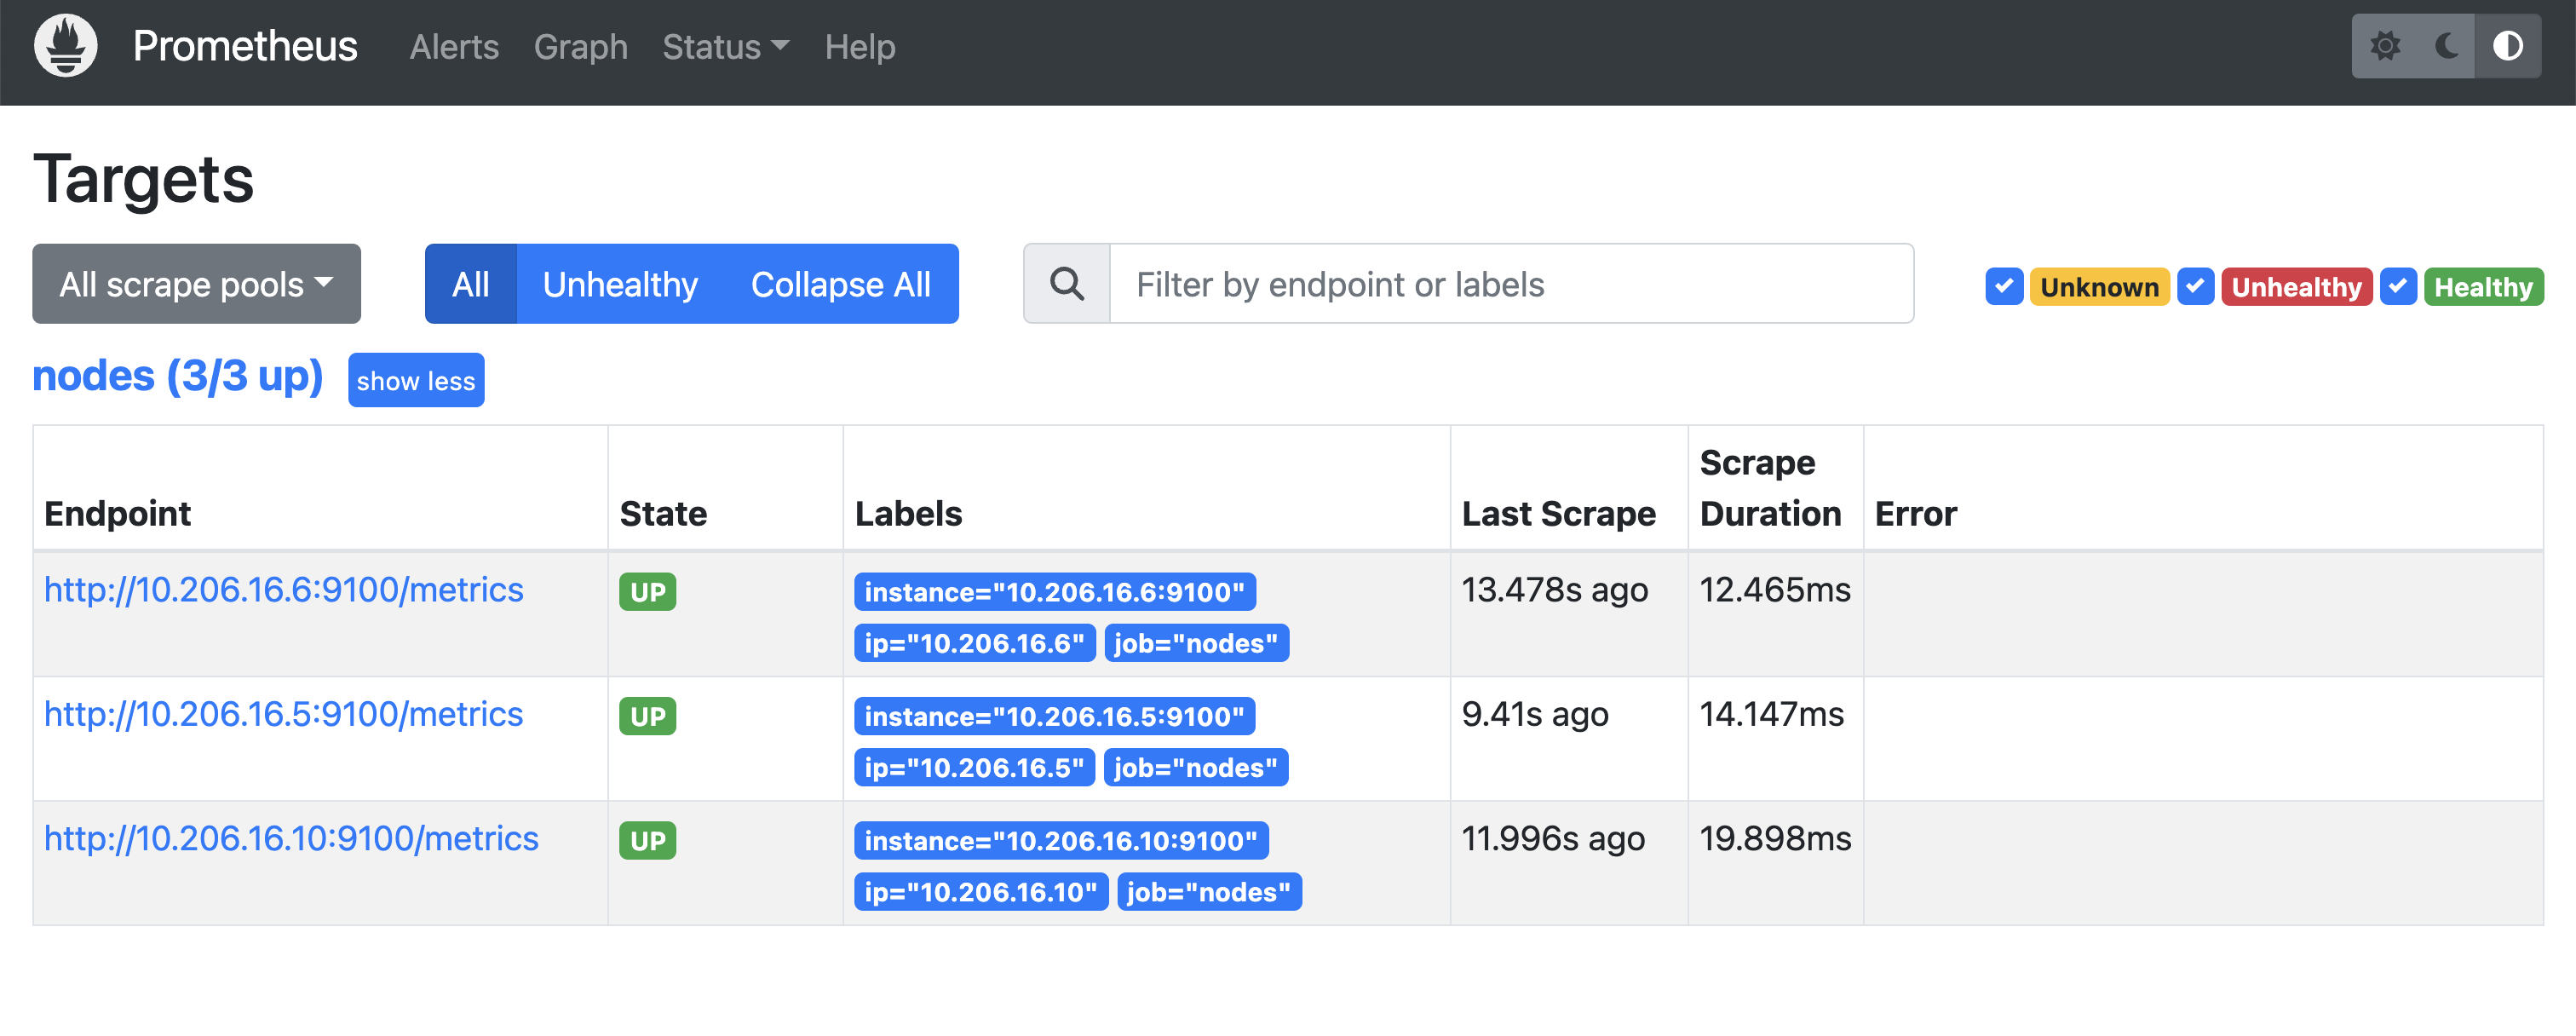 Prometheus Alerts Graph Status Help
Targets
All scrape pools All Unhealthy Collapse All Filter by endpoint or labels Unknown Unhealthy Healthy
nodes (3/3 up) show less
Endpoint State Labels Last Scrape Scrape Duration Error
http://10.206.16.6:9100/metrics UP instance="10.206.16.6:9100" 13.478s ago 12.465ms
ip="10.206.16.6" job="nodes"
http://10.206.16.5:9100/metrics UP instance="10.206.16.5:9100" 9.41s ago 14.147ms
ip="10.206.16.5" job="nodes"
http://10.206.16.10:9100/metrics UP instance="10.206.16.10:9100" 11.996s ago 19.898ms
ip="10.206.16.10" job="nodes"